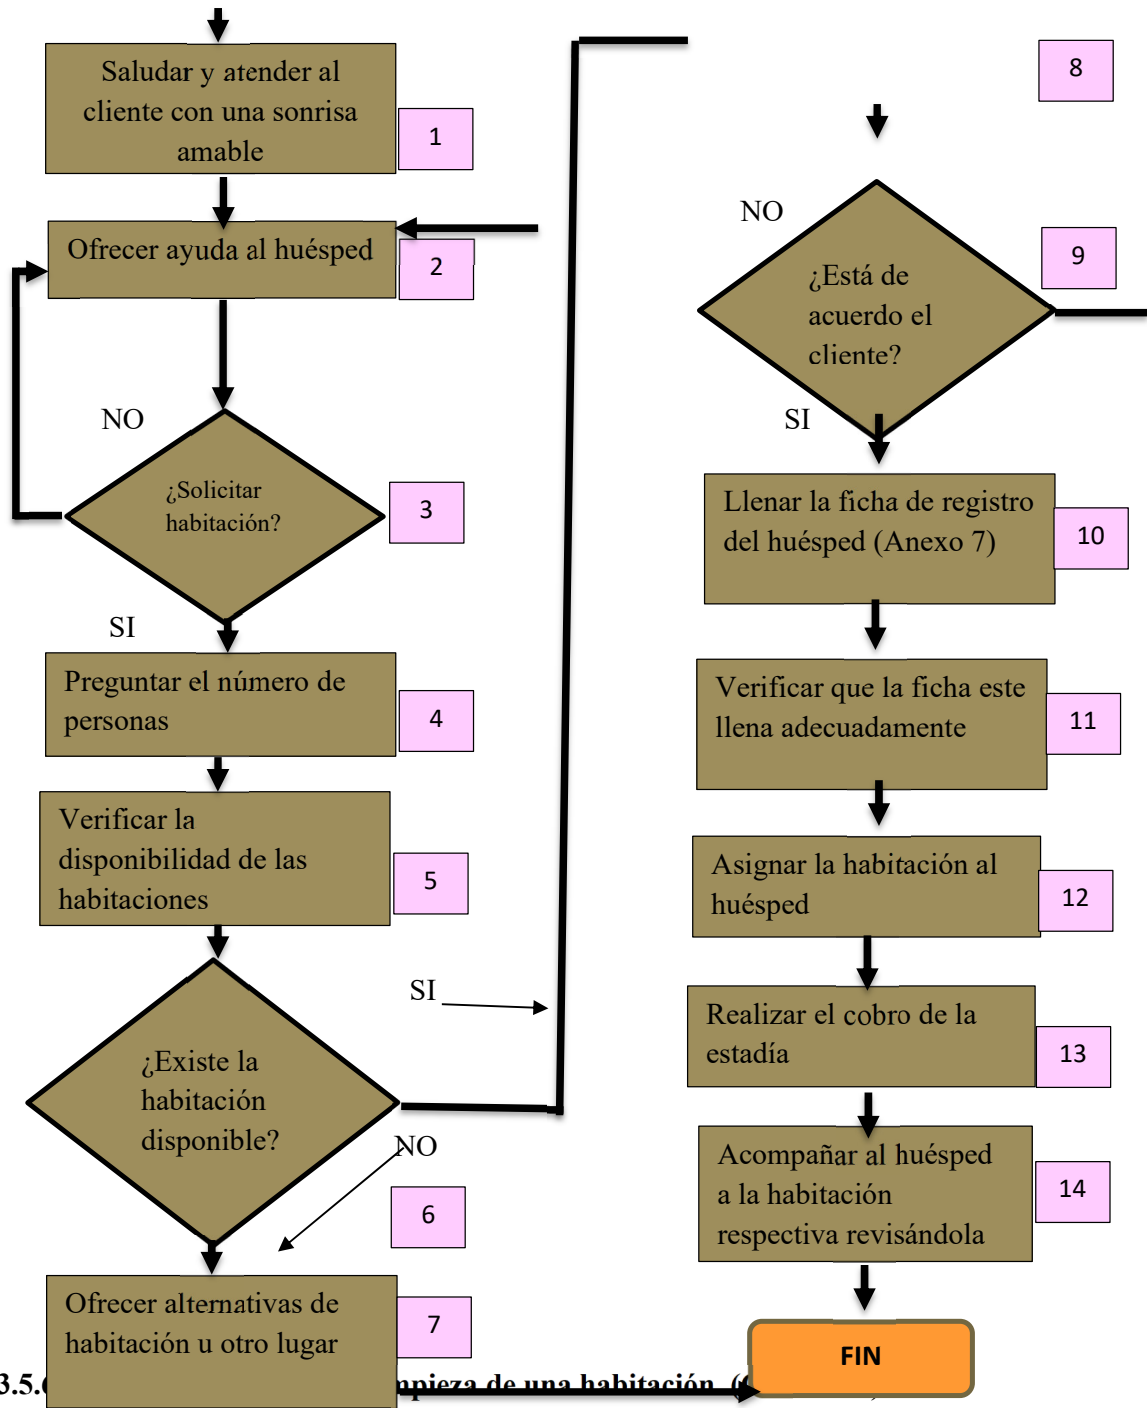 Saludar y atender al
cliente con una sonrisa
amable
1
Ofrecer ayuda al huésped
2
NO
¿Solicitar
habitación?
3
SI
Preguntar el número de
personas
4
Verificar la
disponibilidad de las
habitaciones
5
SI
¿Existe la
habitación
disponible?
NO
6
Ofrecer alternativas de
habitación u otro lugar
7
8
NO
9
¿Está de
acuerdo el
cliente?
SI
Llenar la ficha de registro
del huésped (Anexo 7)
10
Verificar que la ficha este
llena adecuadamente
11
Asignar la habitación al
huésped
12
Realizar el cobro de la
estadía
13
Acompañar al huésped
a la habitación
respectiva revisándola
14
FIN
de una habitación